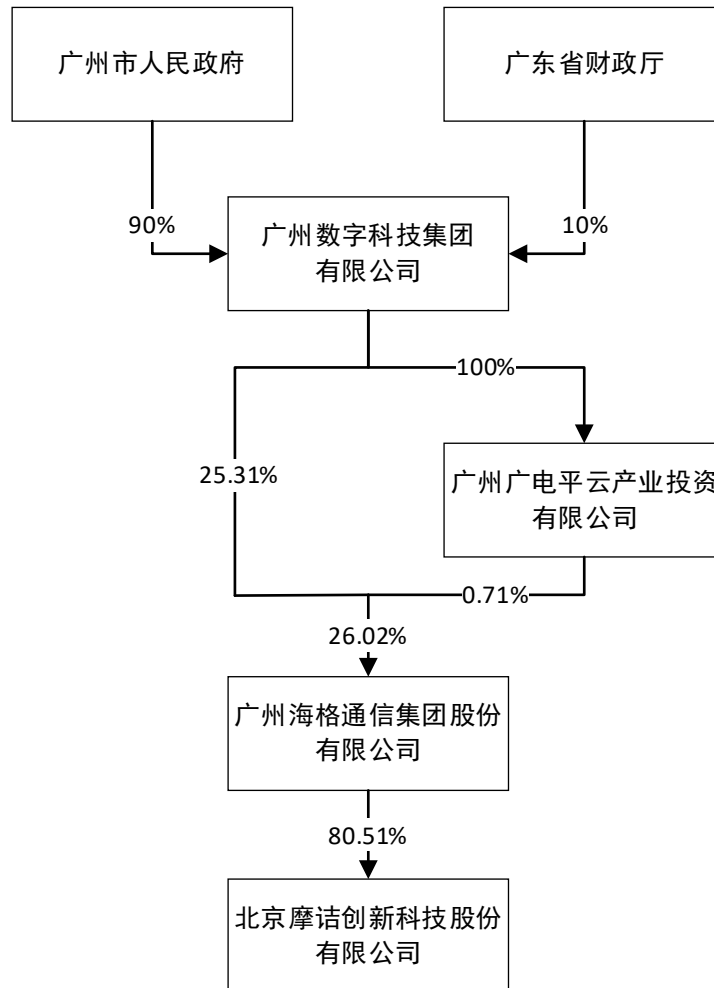 广州市人民政府
广东省财政厅
90%
10%
广州数字科技集团
有限公司
100%
25.31%
广州广电平云产业投资
有限公司
0.71%
26.02%
广州海格通信集团股份
有限公司
80.51%
北京摩诘创新科技股份
有限公司